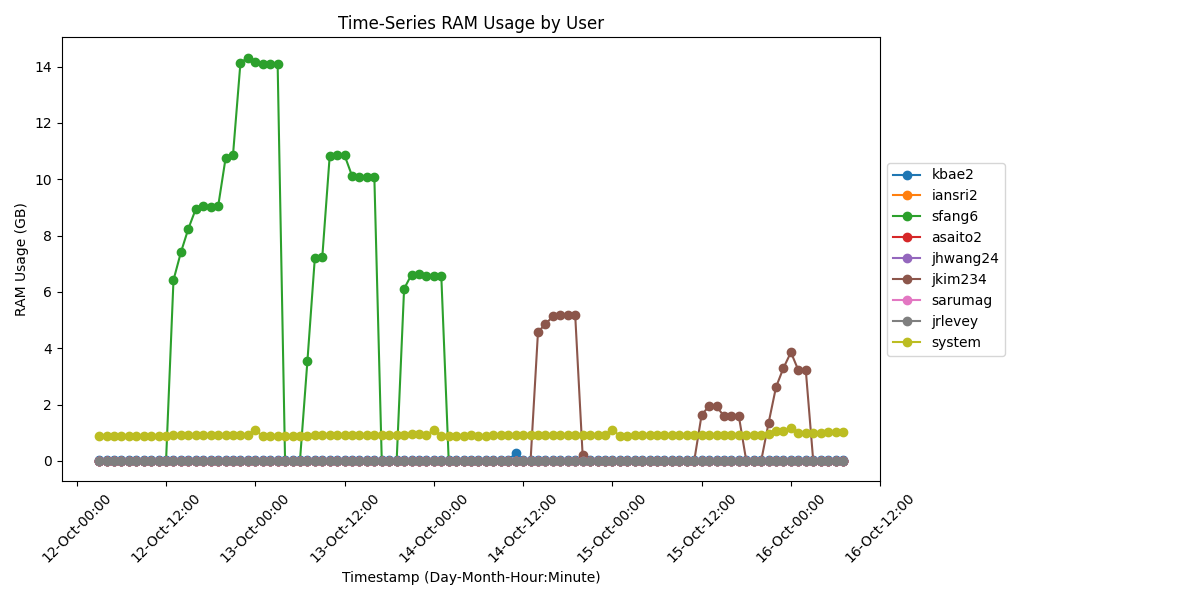 Time-Series RAM Usage by User
RAM Usage (GB)
14
12
10
8
6
4
2
0
12-Oct-00:00
12-Oct-12:00
13-Oct-00:00
13-Oct-12:00
14-Oct-00:00
14-Oct-12:00
15-Oct-00:00
15-Oct-12:00
16-Oct-00:00
16-Oct-12:00
Timestamp (Day-Month-Hour:Minute)
kbae2
iansri2
sfang6
asaito2
jhwang24
jkim234
sarumag
jrlevey
system